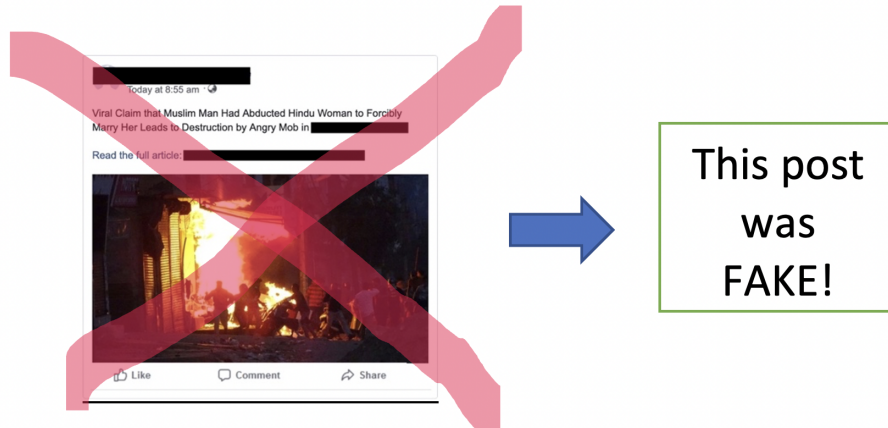 Today at 8:55 am
Viral Claim that Muslim Man Had Abducted Hindu Woman to Forcibly
Marry Her Leads to Destruction by Angry Mob in
Read the full article:
Like Comment Share
This post
was
FAKE!